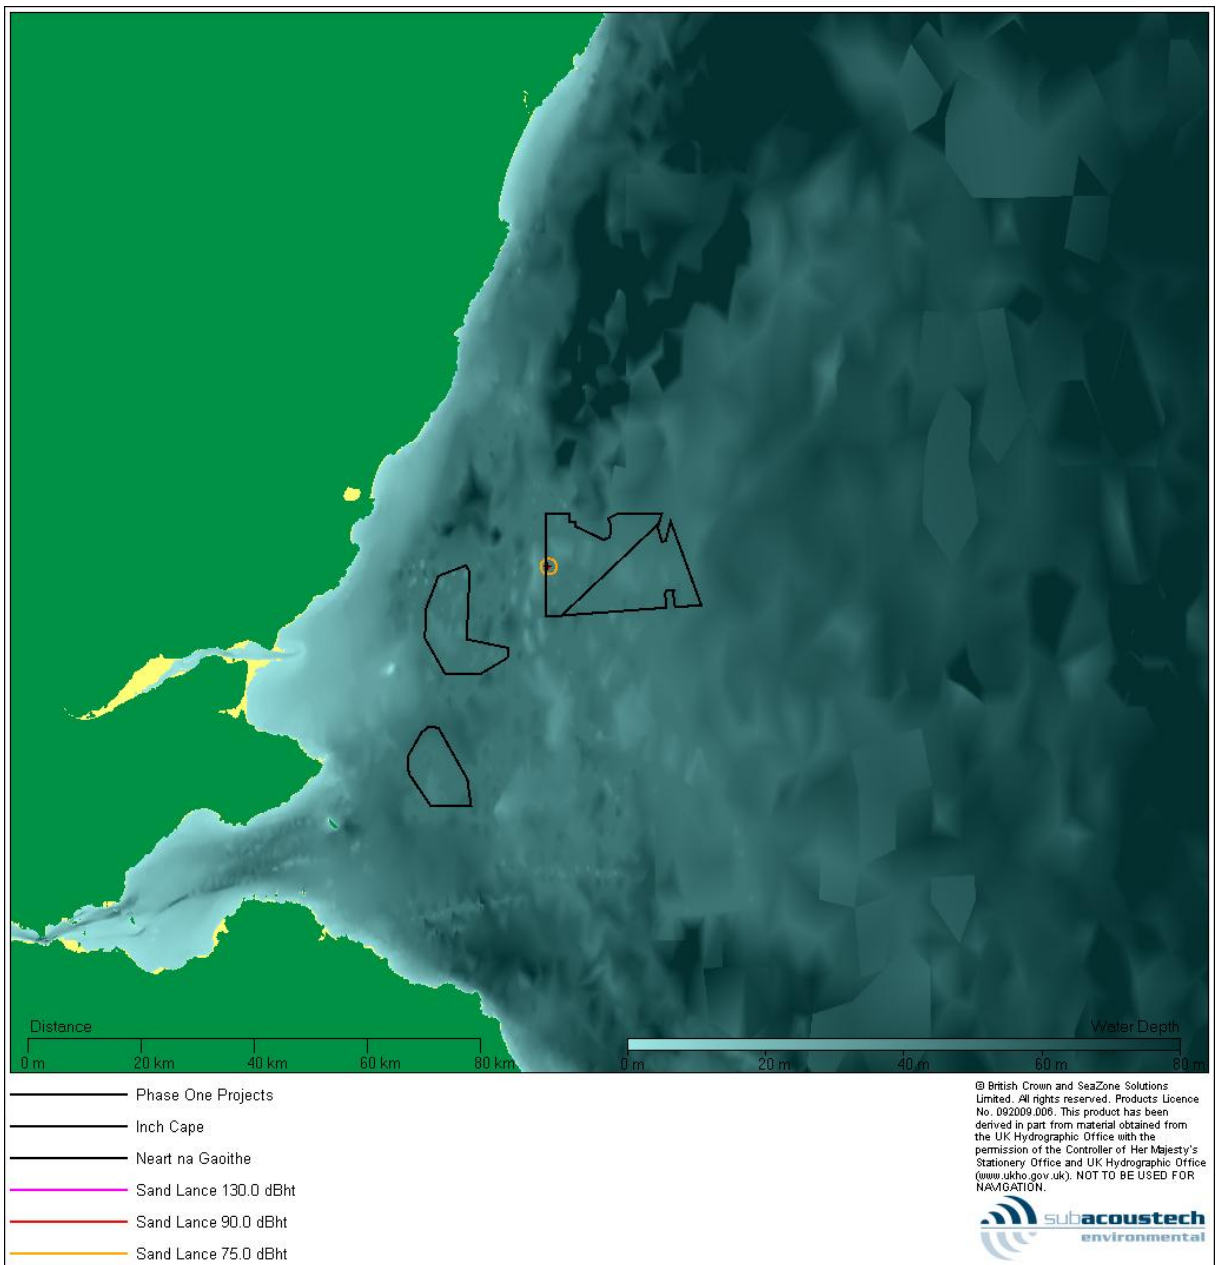 Distance
0 m 20 km 40 km 60 km 80 km
Water Depth
0 m 20 m 40 m 60 m 80 m
Phase One Projects
Inch Cape
Neart na Gaoithe
Sand Lance 130.0 dBht
Sand Lance 90.0 dBht
Sand Lance 75.0 dBht
© British Crown and SeaZone Solutions
Limited. All rights reserved. Products Licence
No. 092009.006. This product has been
derived in part from material obtained from
the UK Hydrographic Office with the
permission of the Controller of Her Majesty's
Stationery Office and UK Hydrographic Office
(www.ukho.gov.uk). NOT TO BE USED FOR
NAVIGATION.
subacoustech
environmental